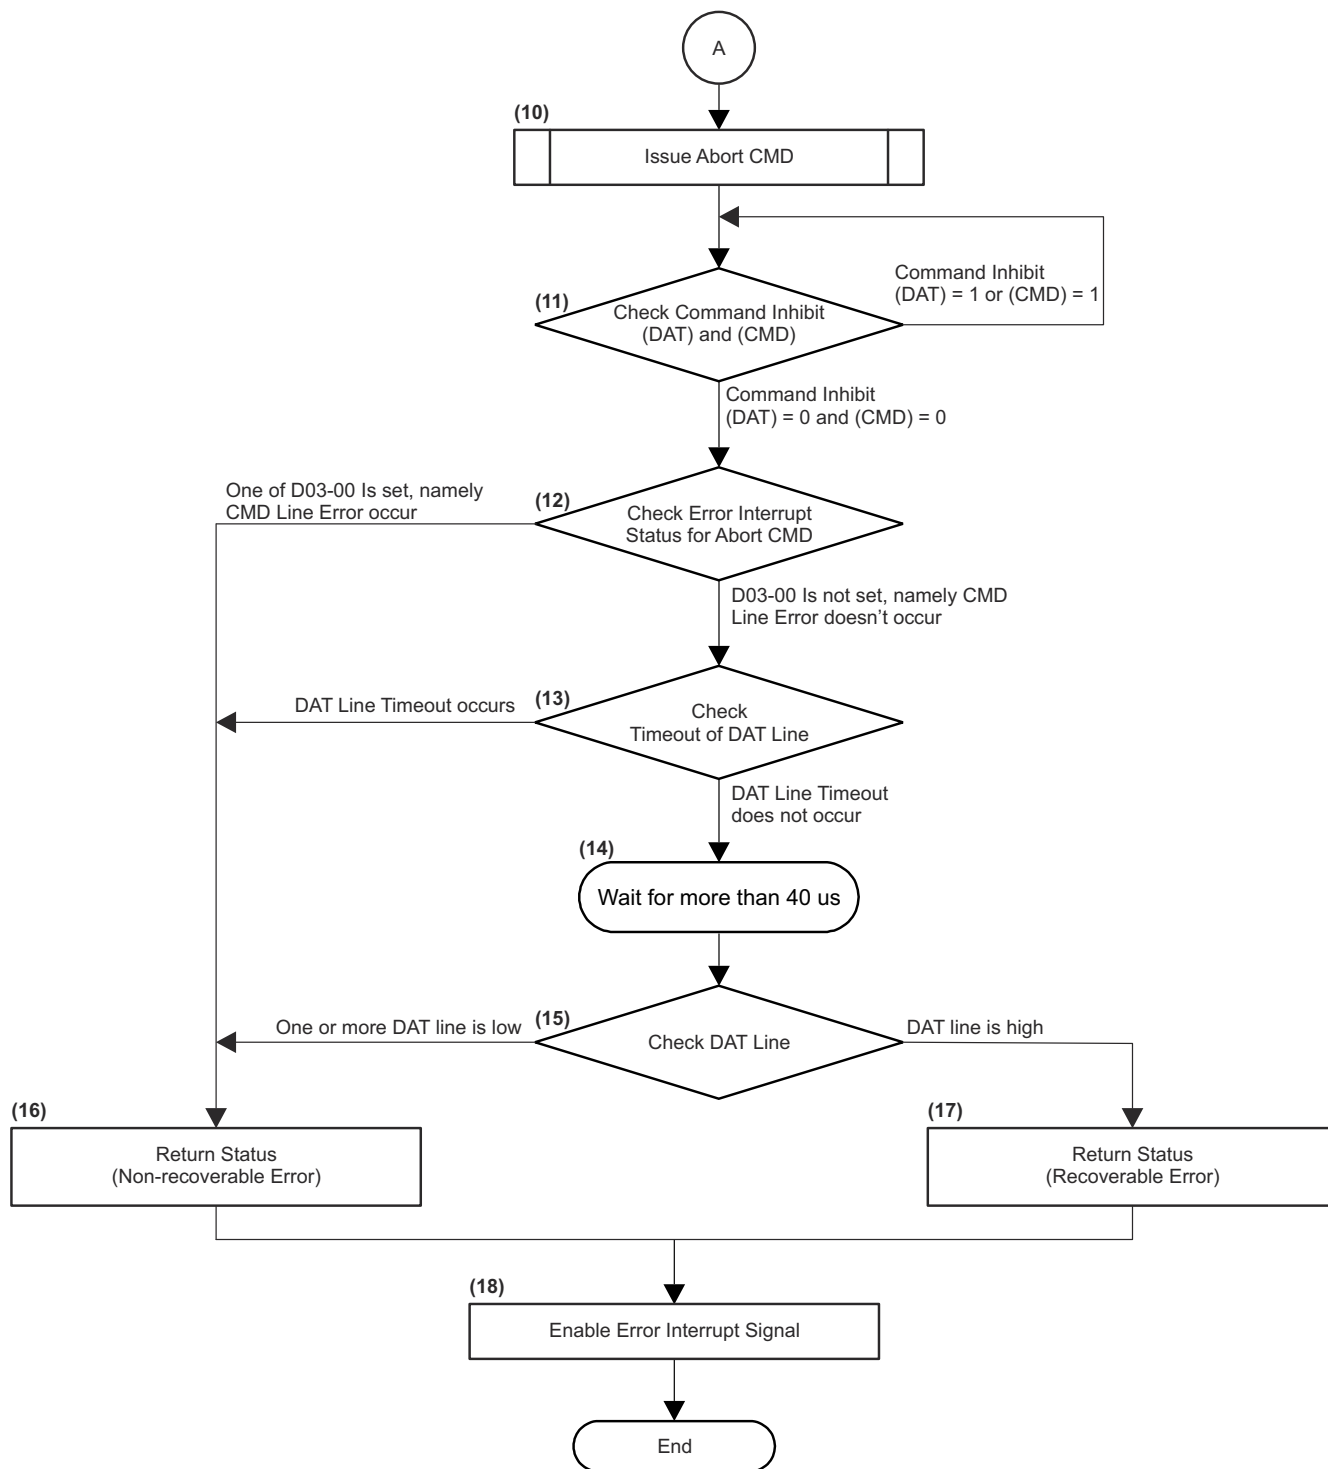 A
(10)
Issue Abort CMD
Command Inhibit
(DAT) = 1 or (CMD) = 1
(11)
Check Command Inhibit
(DAT) and (CMD)
Command Inhibit
(DAT) = 0 and (CMD) = 0
One of D03-00 Is set, namely
CMD Line Error occur
(12)
Check Error Interrupt
Status for Abort CMD
D03-00 Is not set, namely CMD
Line Error doesn't occur
DAT Line Timeout occurs
(13)
Check
Timeout of DAT Line
DAT Line Timeout
does not occur
(14)
Wait for more than 40 us
One or more DAT line is low
(15)
Check DAT Line
DAT line is high
(16)
Return Status
(Non-recoverable Error)
(17)
Return Status
(Recoverable Error)
(18)
Enable Error Interrupt Signal
End